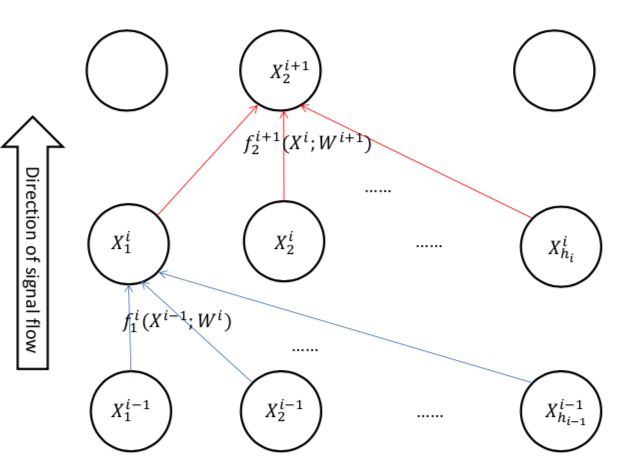 X_2^{i+1}
f_2^{i+1}(X^i; W^{i+1})
......
Direction of signal flow
X_1^i
X_2^i
......
X_{h_i}^i
f_1^i(X^{i-1}; W^i)
......
X_1^{i-1}
X_2^{i-1}
......
X_{h_{i-1}}^{i-1}